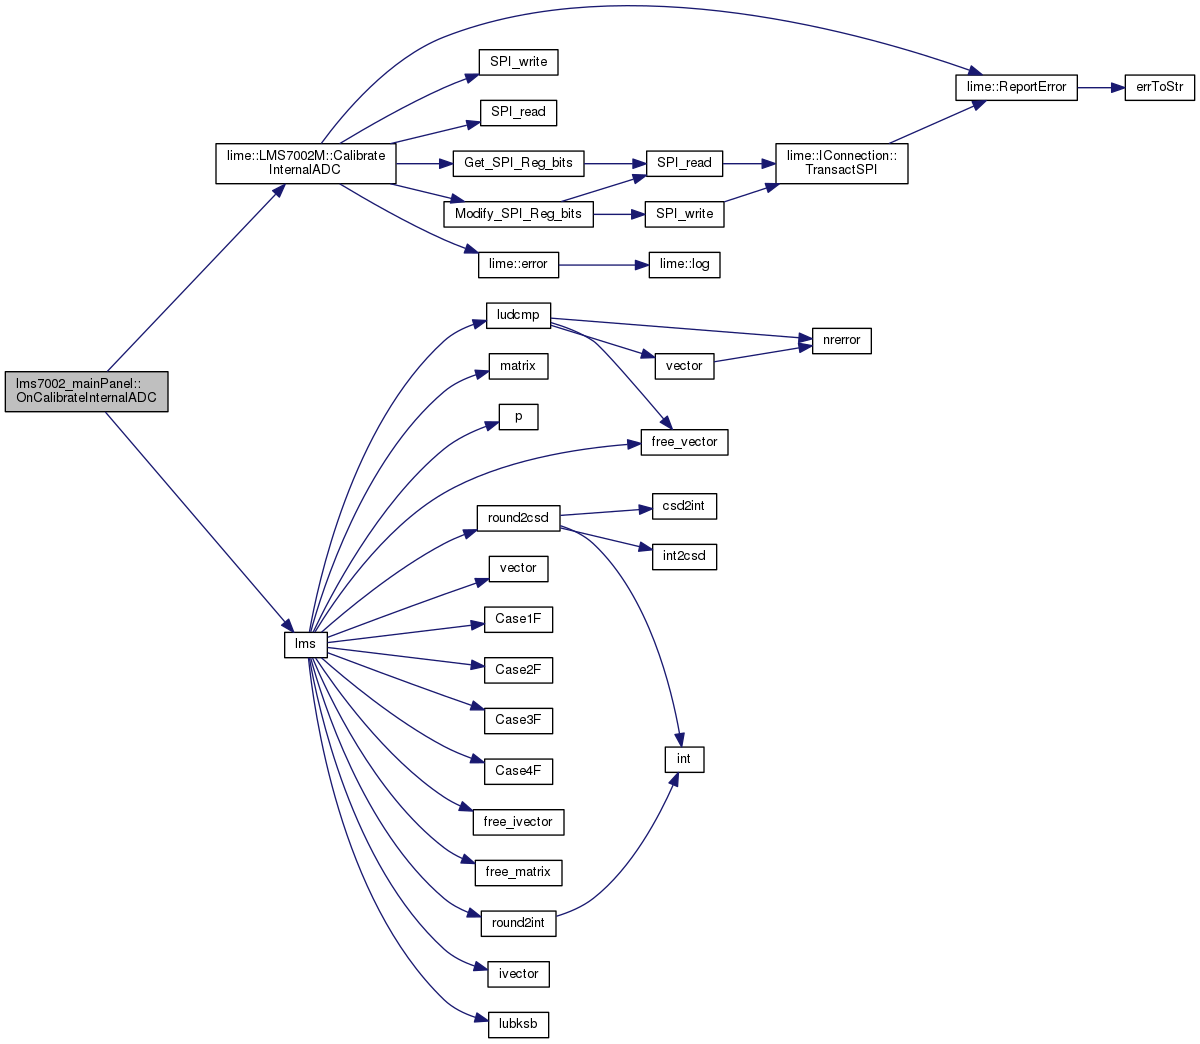 lime::ReportError
errToStr
SPI_write
SPI_read
lime::LMS7002M::Calibrate
InternalADC
Get_SPI_Reg_bits
SPI_read
lime::IConnection::
TransactSPI
Modify_SPI_Reg_bits
SPI_write
lime::error
lime::log
ludcmp
nrerror
matrix
vector
lms7002_mainPanel::
OnCalibrateInternalADC
p
free_vector
round2csd
csd2int
int2csd
vector
Case1F
lms
Case2F
Case3F
int
Case4F
free_ivector
free_matrix
round2int
ivector
lubksb